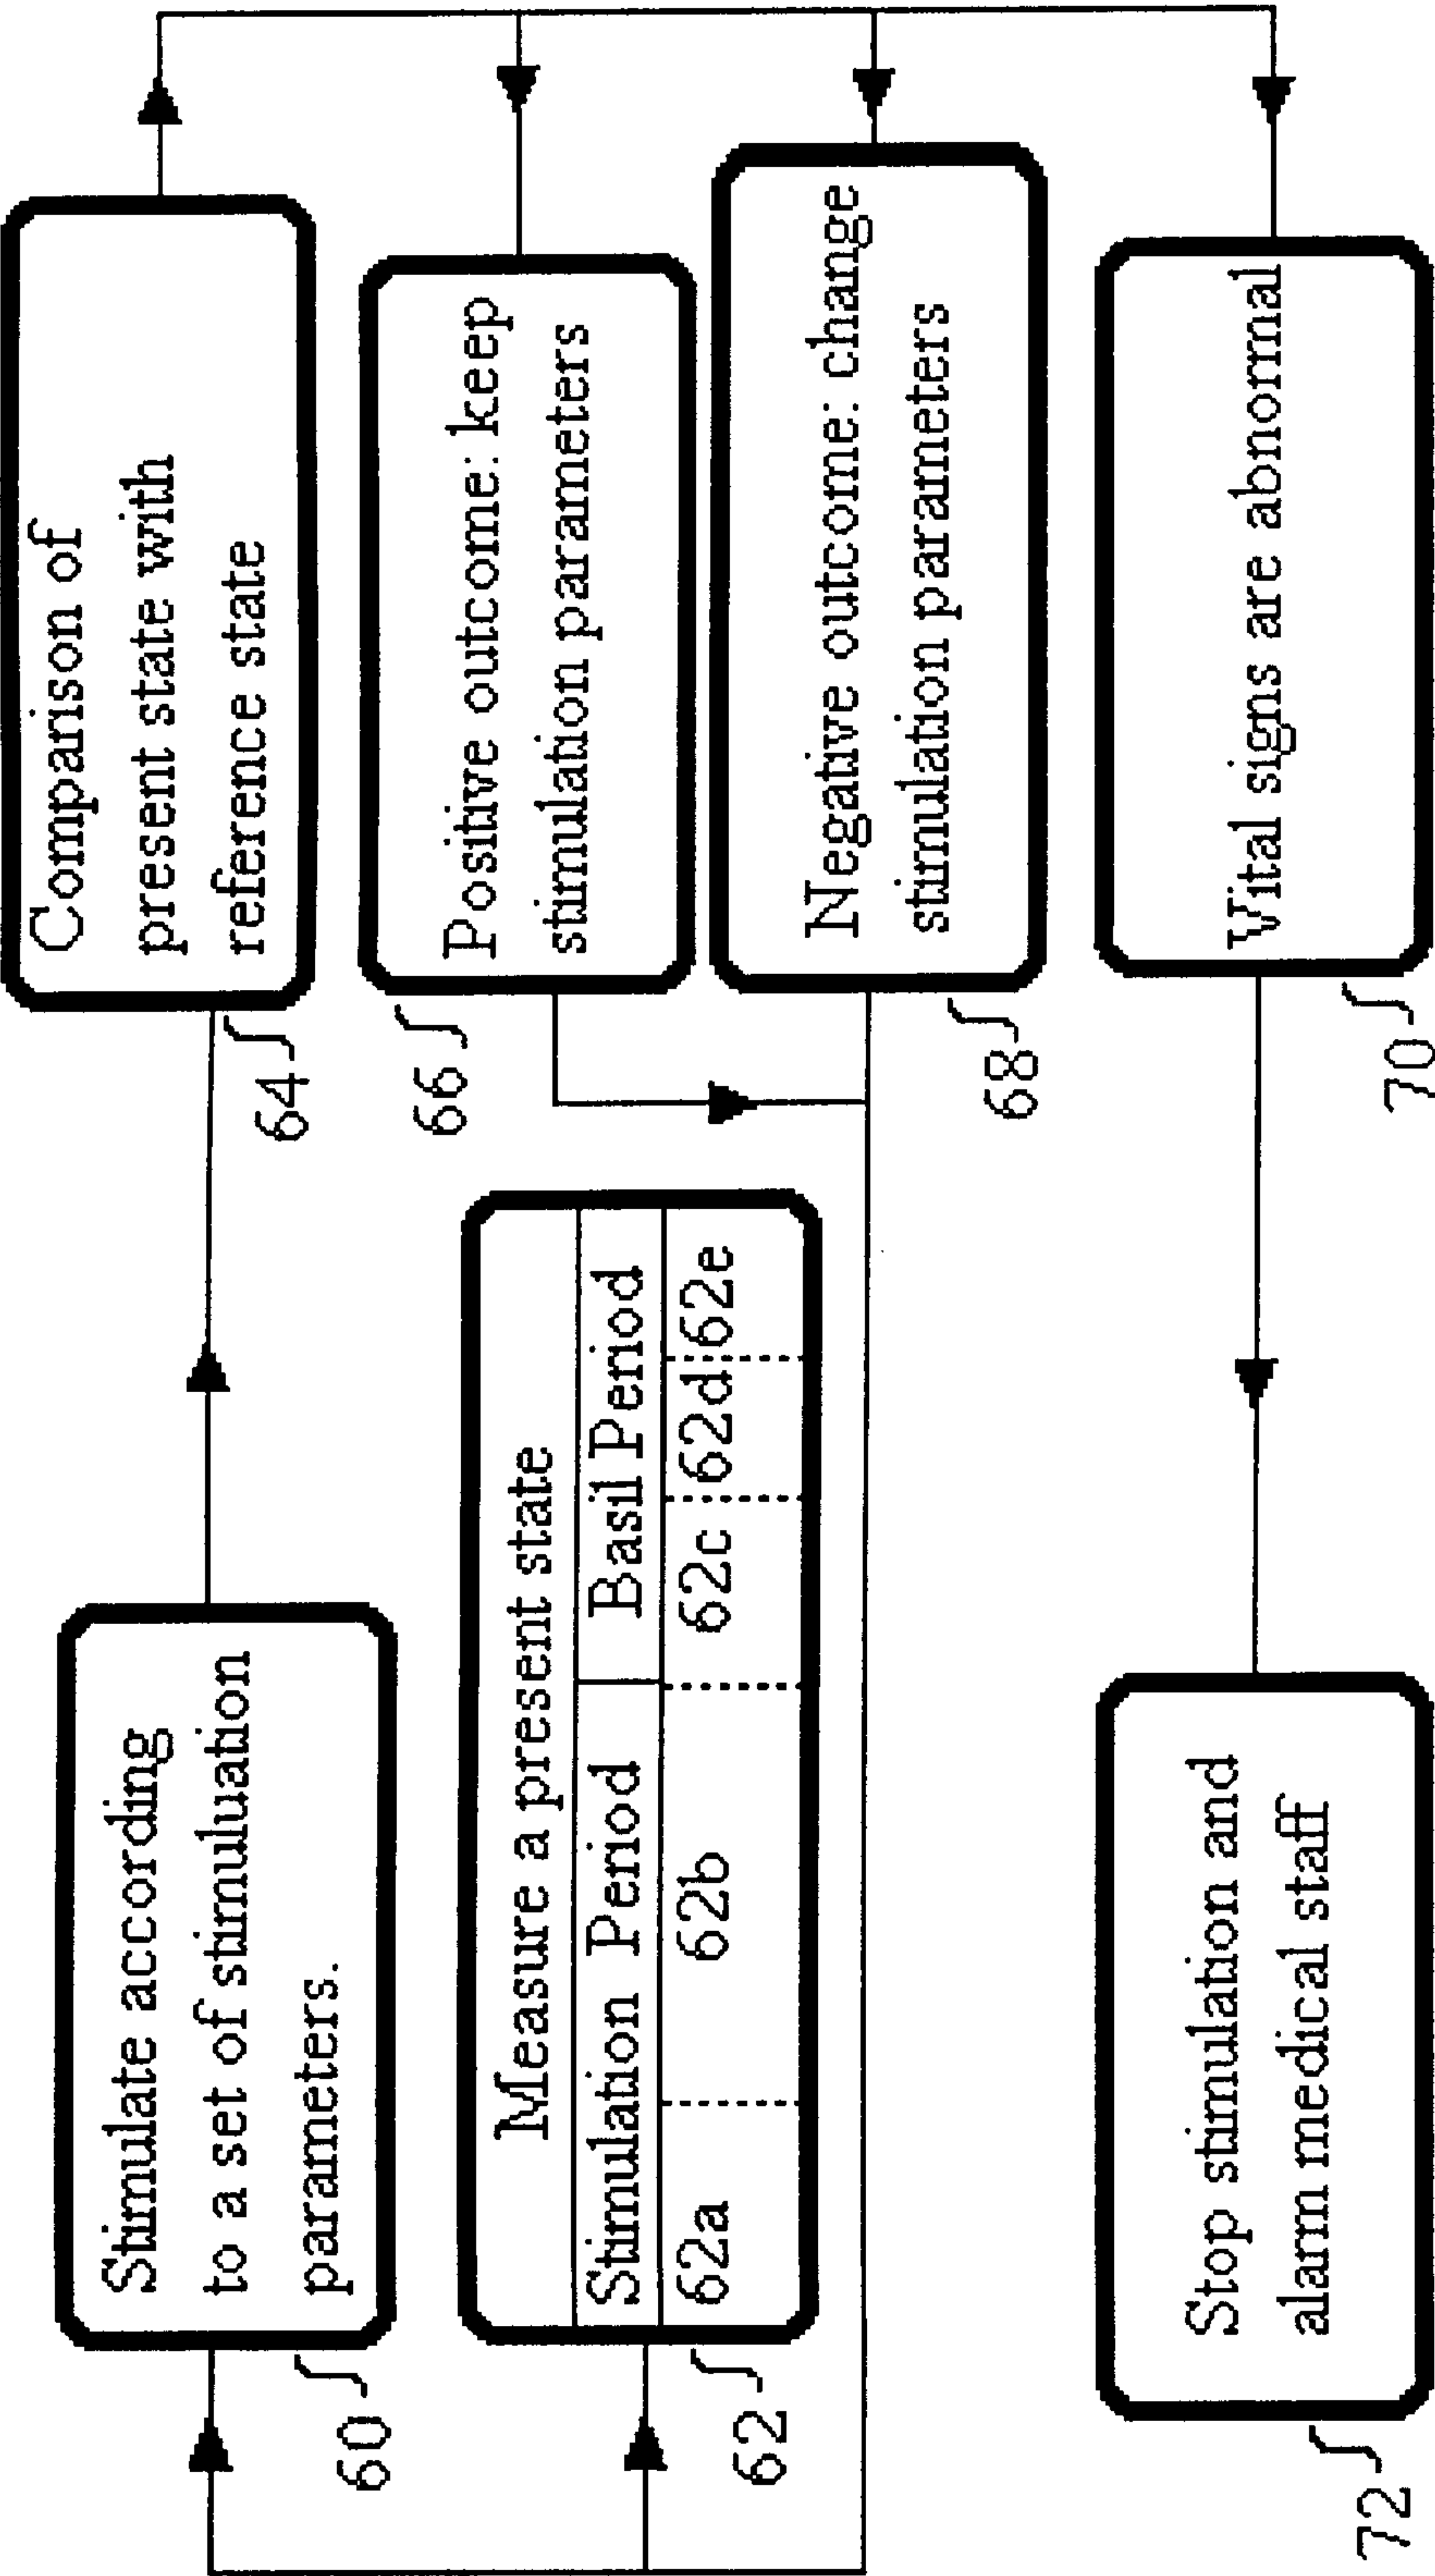 Stimulate according
to a set of stimuluation
parameters.
60
Measure a present state
Stimulation Period
Basil Period
62a
62b
62c
62d
62e
62
Comparison of
present state with
reference state
64
Positive outcome: keep
stimulation parameters
66
Negative outcome: change
stimulation parameters
68
Vital signs are abnormal
70
Stop stimulation and
alarm medical staff
72